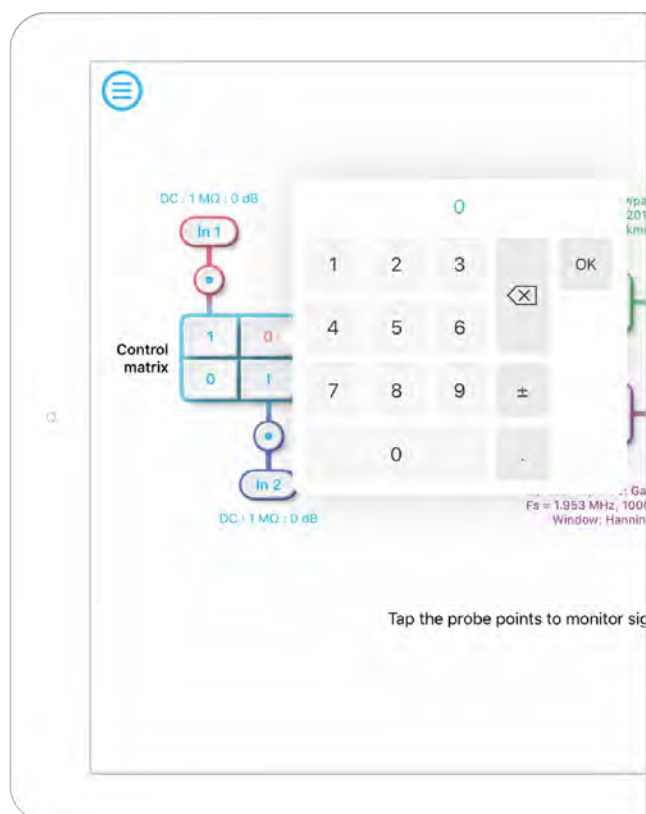 DC : 1 MΩ : 0 dB
In 1
Control
matrix
1 0
0 1
In 2
DC : 1 MΩ : 0 dB
0
1 2 3 OK
4 5 6
7 8 9 ±
0 .
201
Fs = 1.953 MHz, 1000
Window: Hannin
Tap the probe points to monitor sig